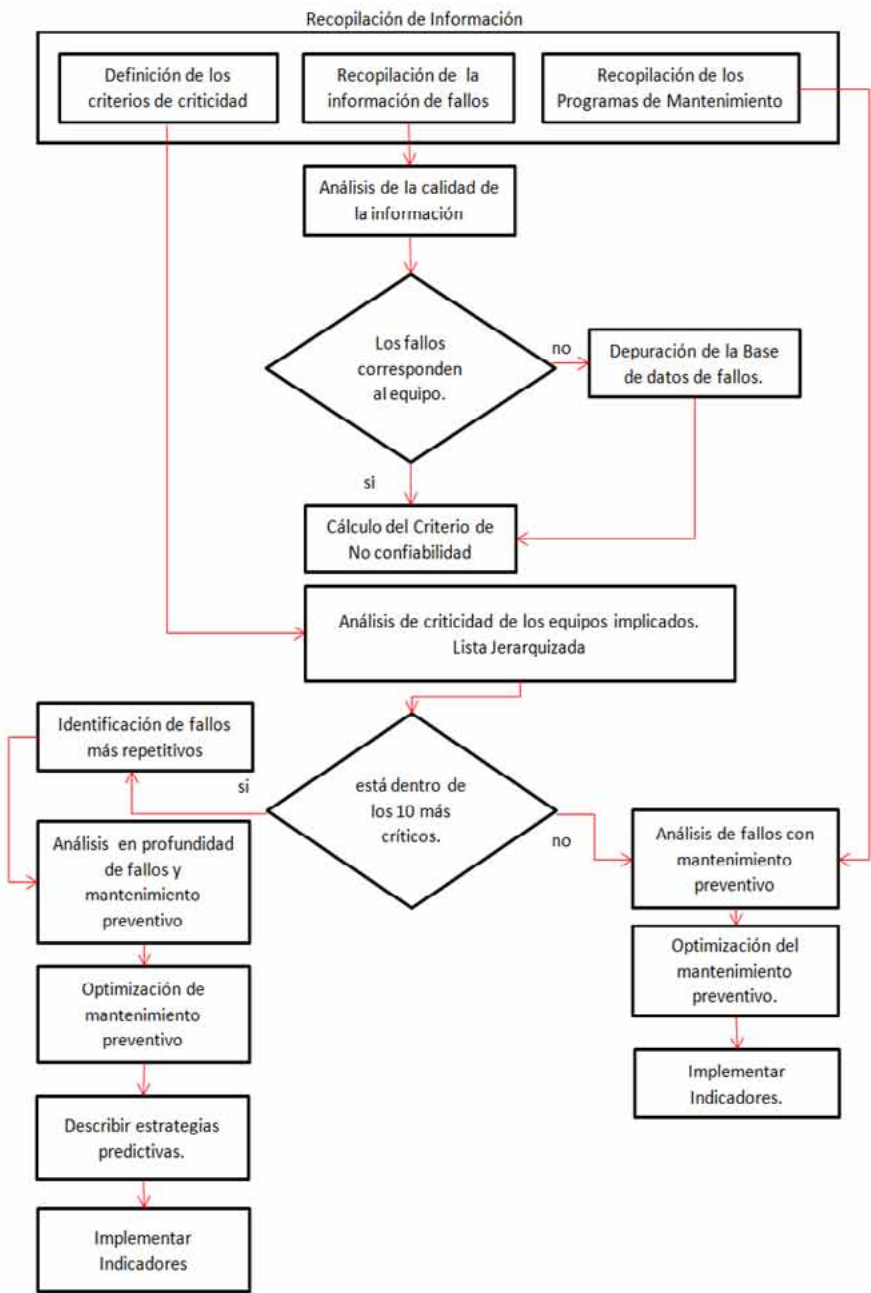 Recopilación de Información
Definición de los
criterios de criticidad
Recopilación de la
información de fallos
Recopilación de los
Programas de Mantenimiento
Análisis de la calidad de
la información
Los fallos
corresponden
al equipo.
no
Depuración de la Base
de datos de fallos.
si
Cálculo del Criterio de
No confiabilidad
Análisis de criticidad de los equipos implicados.
Lista Jerarquizada
Identificación de fallos
más repetitivos
si
está dentro de
los 10 más
críticos.
no
Análisis en profundidad
de fallos y
mantenimiento
preventivo
Análisis de fallos con
mantenimiento
preventivo
Optimización de
mantenimiento
preventivo
Optimización del
mantenimiento
preventivo.
Describir estrategias
predictivas.
Implementar
Indicadores.
Implementar
Indicadores